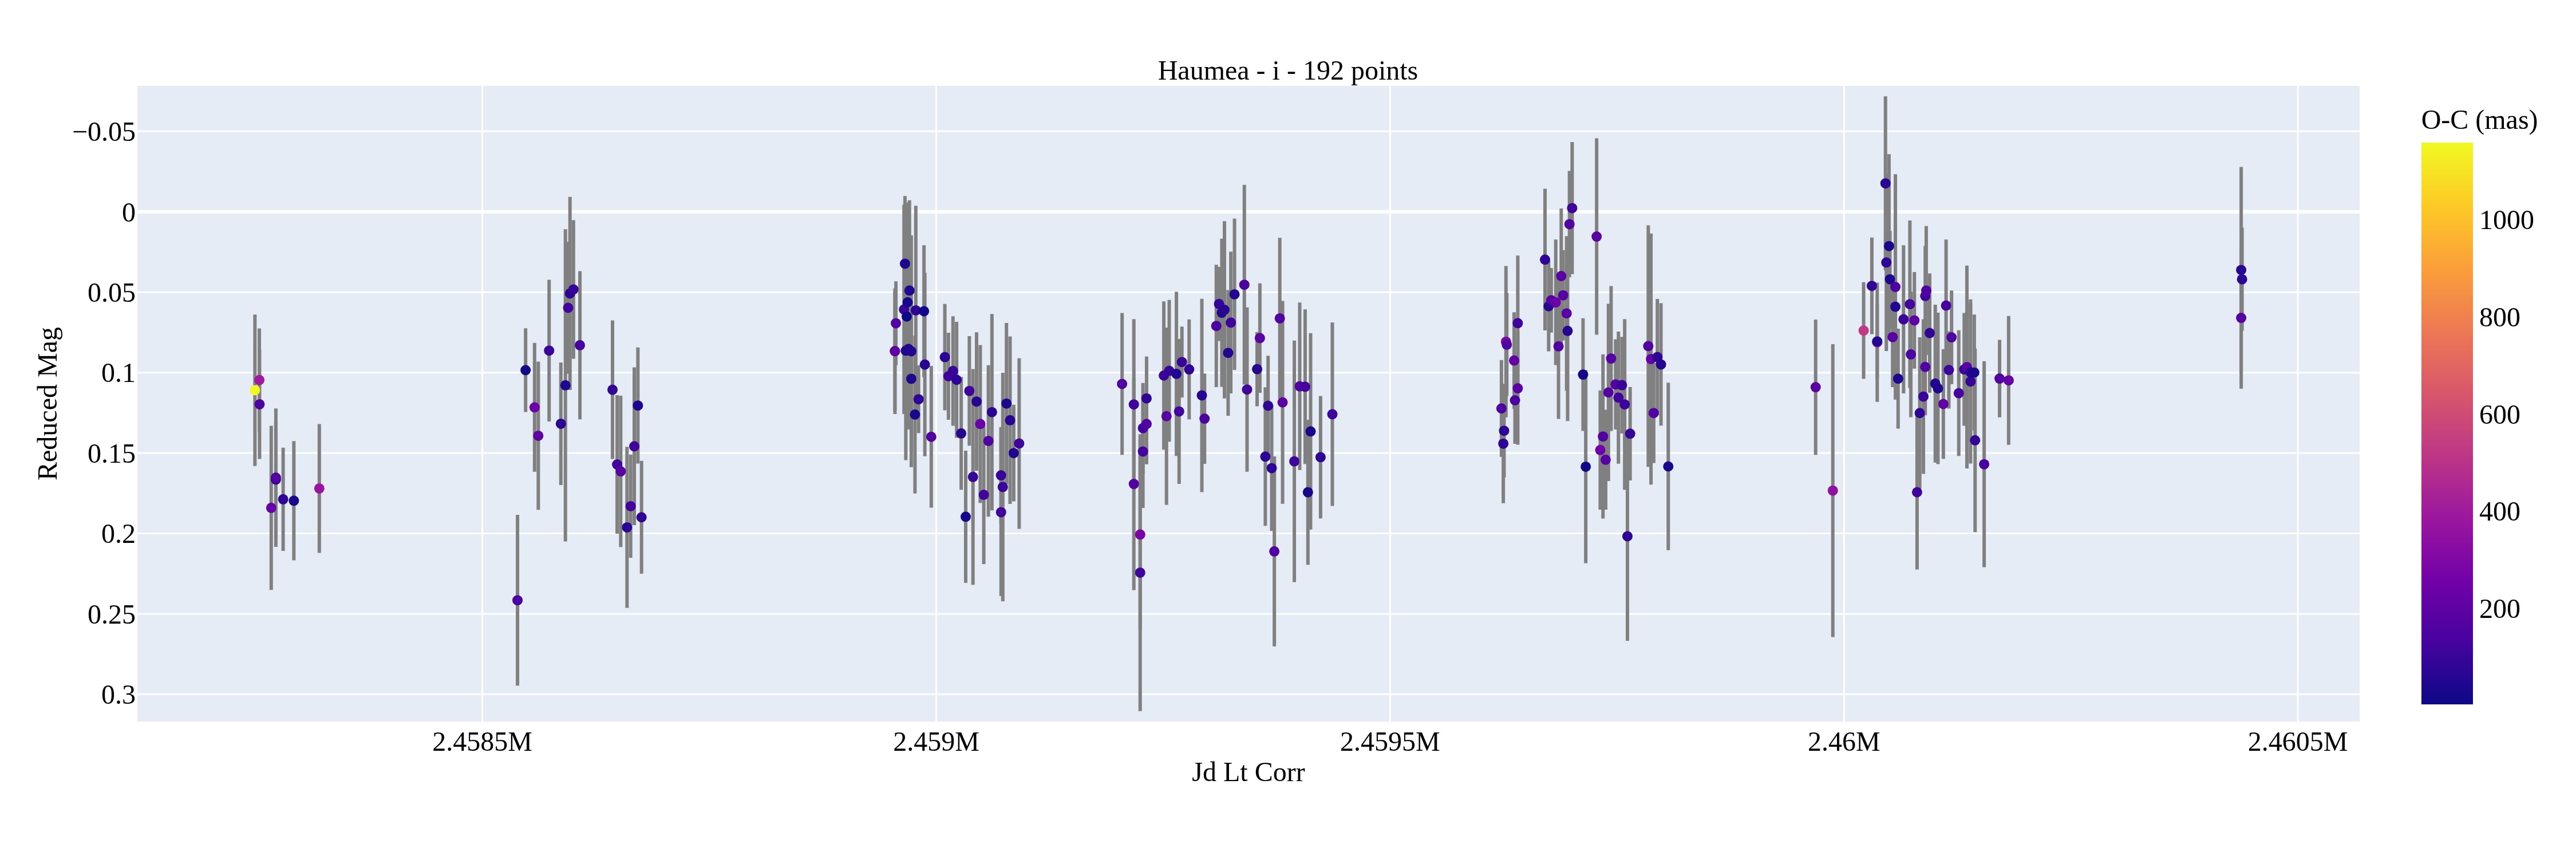 Haumea - i - 192 points
O-C (mas)
−0.05
0
0.05
0.1
0.15
0.2
0.25
0.3
Reduced Mag
1000
800
600
400
200
2.4585M
2.459M
2.4595M
2.46M
2.4605M
Jd Lt Corr